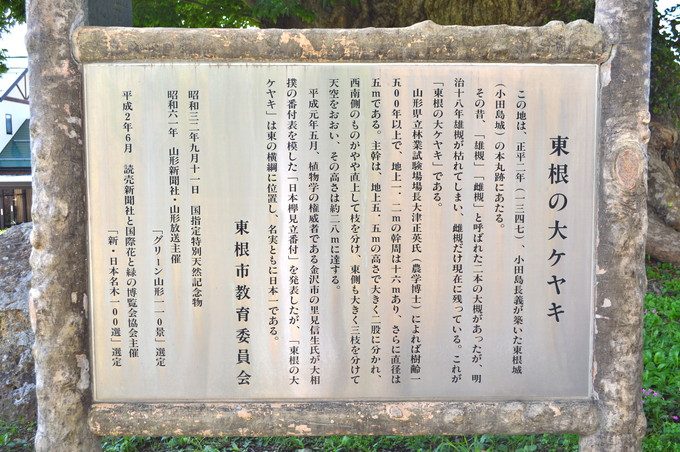 東根の大ケヤキ
この地は、正平二年(一三四七)、小田島長義が築いた東根城
(小田島城)の本丸跡にあたる。
その昔、「雄槻」「雌槻」と呼ばれた二本の大槻があったが、明
治十八年雄槻が枯れてしまい、雌槻だけ現在に残っている。これが
「東根の大ケヤキ」である。
山形県立林業試験場場長大津正英氏(農学博士)によれば樹齢一
五00年以上で、地上一、二mの幹周は十六mあり、さらに直径は
五mである。主幹は、地上五、五mの高さで大きく二股に分かれ、
西南側のものがやや直上して枝を分け、東側も大きく三枝を分けて
天空をおおい、その高さは約二八mに達する。
平成元年五月、植物学の権威者である金沢市の里見信生氏が大相
撲の番付表を模した「日本欅見立番付」を発表したが、「東根の大
ケヤキ」は東の横綱に位置し、名実ともに日本一である。
東根市教育委員会
昭和三二年九月十一日 国指定特別天然記念物
昭和六一年 山形新聞社・山形放送主催
「グリーン山形二一0景」選定
平成2年6月 読売新聞社と国際花と緑の博覧会協会主催
「新・日本名木一00選」選定